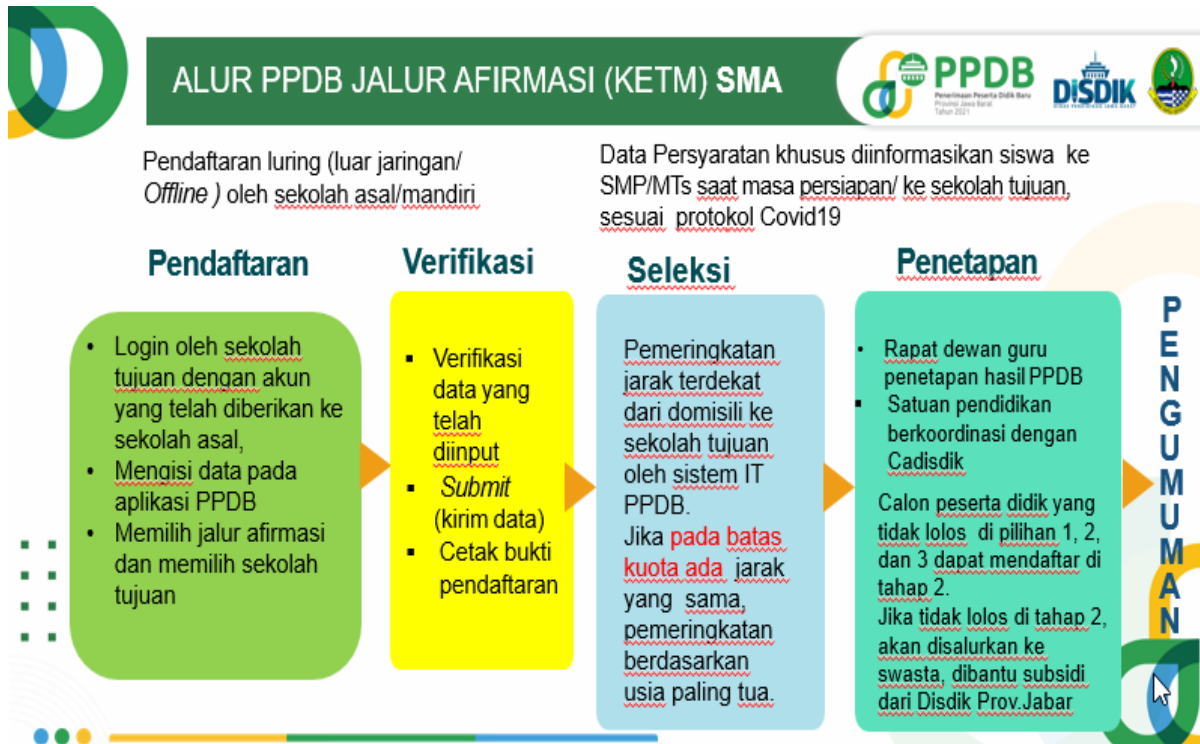 ALUR PPDB JALUR AFIRMASI (KETM) SMA
PPDB
Penerimaan Peserta Didik Baru
Provinsi Jawa Barat
Tahun 2021
DISDIK
DINAS PENDIDIKAN JAWA BARAT
Pendaftaran luring (luar jaringan/
Offline ) oleh sekolah asal/mandiri
Data Persyaratan khusus diinformasikan siswa ke
SMP/MTs saat masa persiapan/ ke sekolah tujuan,
sesuai protokol Covid19
Pendaftaran
• Login oleh sekolah
tujuan dengan akun
yang telah diberikan ke
sekolah asal,
• Mengisi data pada
aplikasi PPDB
• Memilih jalur afirmasi
dan memilih sekolah
tujuan
Verifikasi
▪ Verifikasi
data yang
telah
diinput
▪ Submit
(kirim data)
▪ Cetak bukti
pendaftaran
Seleksi
Pemeringkatan
jarak terdekat
dari domisili ke
sekolah tujuan
oleh sistem IT
PPDB.
Jika pada batas
kuota ada jarak
yang sama,
pemeringkatan
berdasarkan
usia paling tua.
Penetapan
• Rapat dewan guru
penetapan hasil PPDB
▪ Satuan pendidikan
berkoordinasi dengan
Cadisdik
Calon peserta didik yang
tidak lolos di pilihan 1, 2,
dan 3 dapat mendaftar di
tahap 2.
Jika tidak lolos di tahap 2,
akan disalurkan ke
swasta, dibantu subsidi
dari Disdik Prov.Jabar
PENGUMUMAN